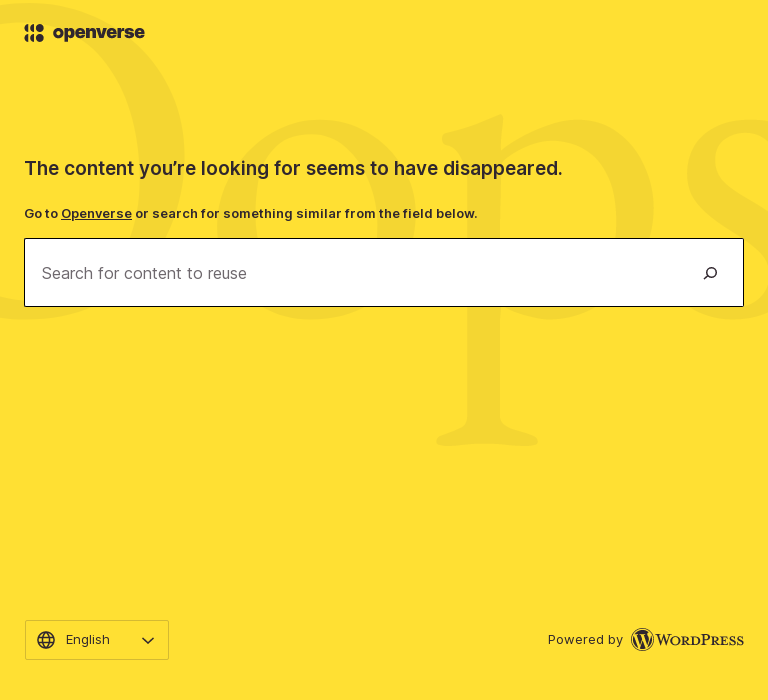 openverse
Oops
The content you’re looking for seems to have disappeared.
Go to Openverse or search for something similar from the field below.
Search for content to reuse
English
Powered by WORDPRESS